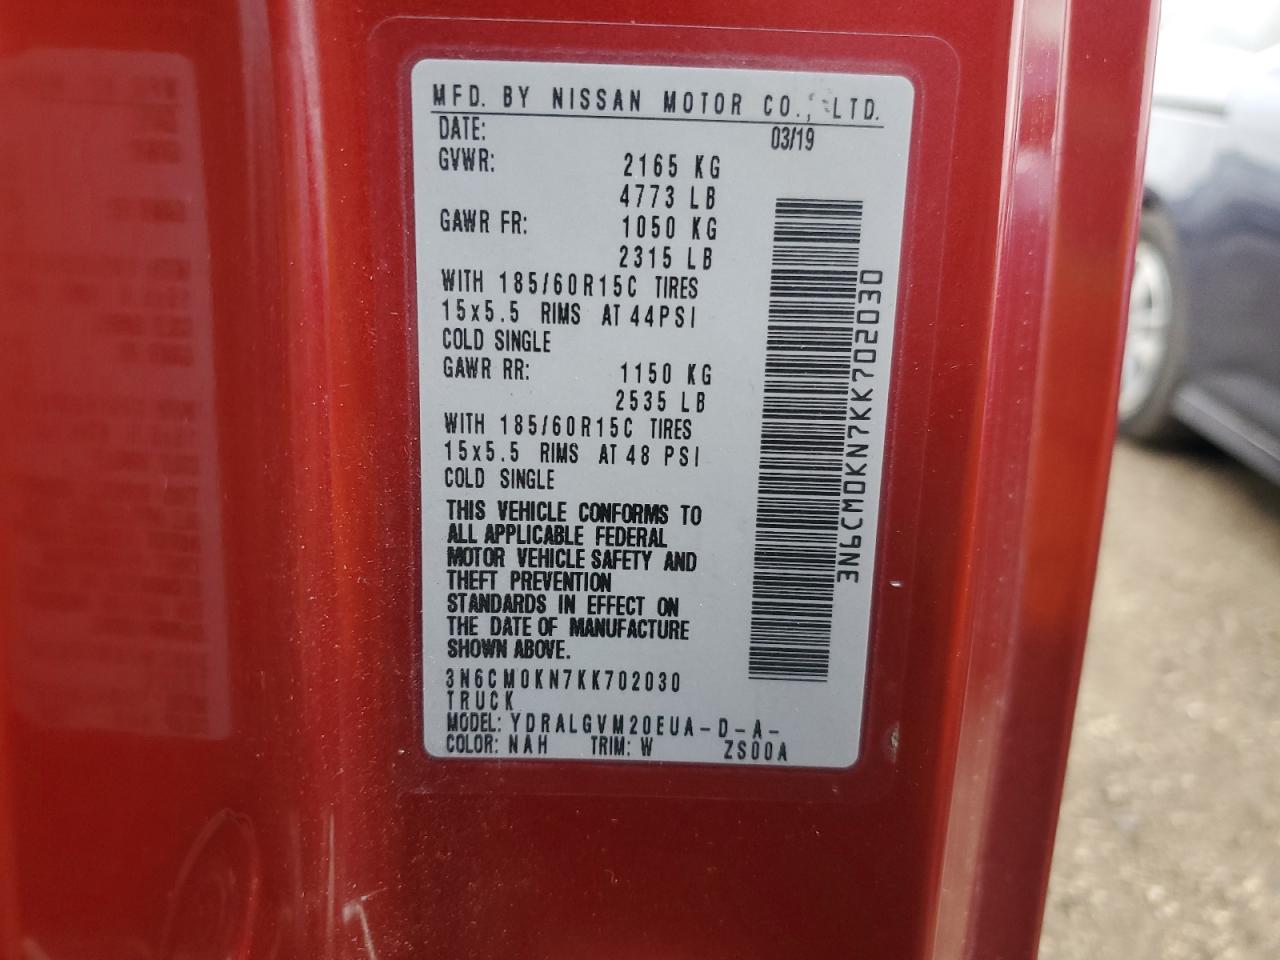 MFD. BY NISSAN MOTOR CO., LTD.
DATE: 03/19
GVWR: 2165 KG
4773 LB
GAWR FR: 1050 KG
2315 LB
WITH 185/60R15C TIRES
15x5.5 RIMS AT 44PSI
COLD SINGLE
GAWR RR: 1150 KG
2535 LB
WITH 185/60R15C TIRES
15x5.5 RIMS AT 48 PSI
COLD SINGLE
THIS VEHICLE CONFORMS TO
ALL APPLICABLE FEDERAL
MOTOR VEHICLE SAFETY AND
THEFT PREVENTION
STANDARDS IN EFFECT ON
THE DATE OF MANUFACTURE
SHOWN ABOVE.
3N6CM0KN7KK702030
TRUCK
MODEL: YDRALGVM20EUA-D-A-
COLOR: NAH TRIM: W ZS00A
3N6CM0KN7KK702030